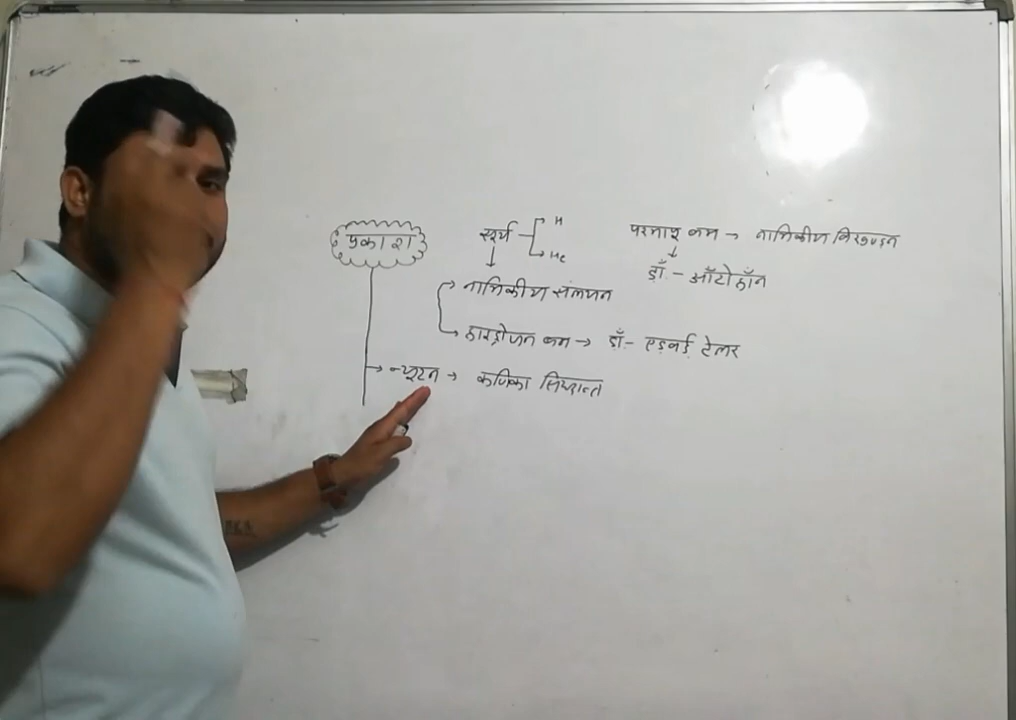 प्रकाश
सूर्य → H
→ He
↓
परमाणु बम → नाभिकीय विखण्डन
↓
डॉ. - ऑटोहॉन
→ नाभिकीय संलयन
→ हाइड्रोजन बम → डॉ - एडवर्ड टेलर
→ न्यूटन → कणिका सिद्धान्त